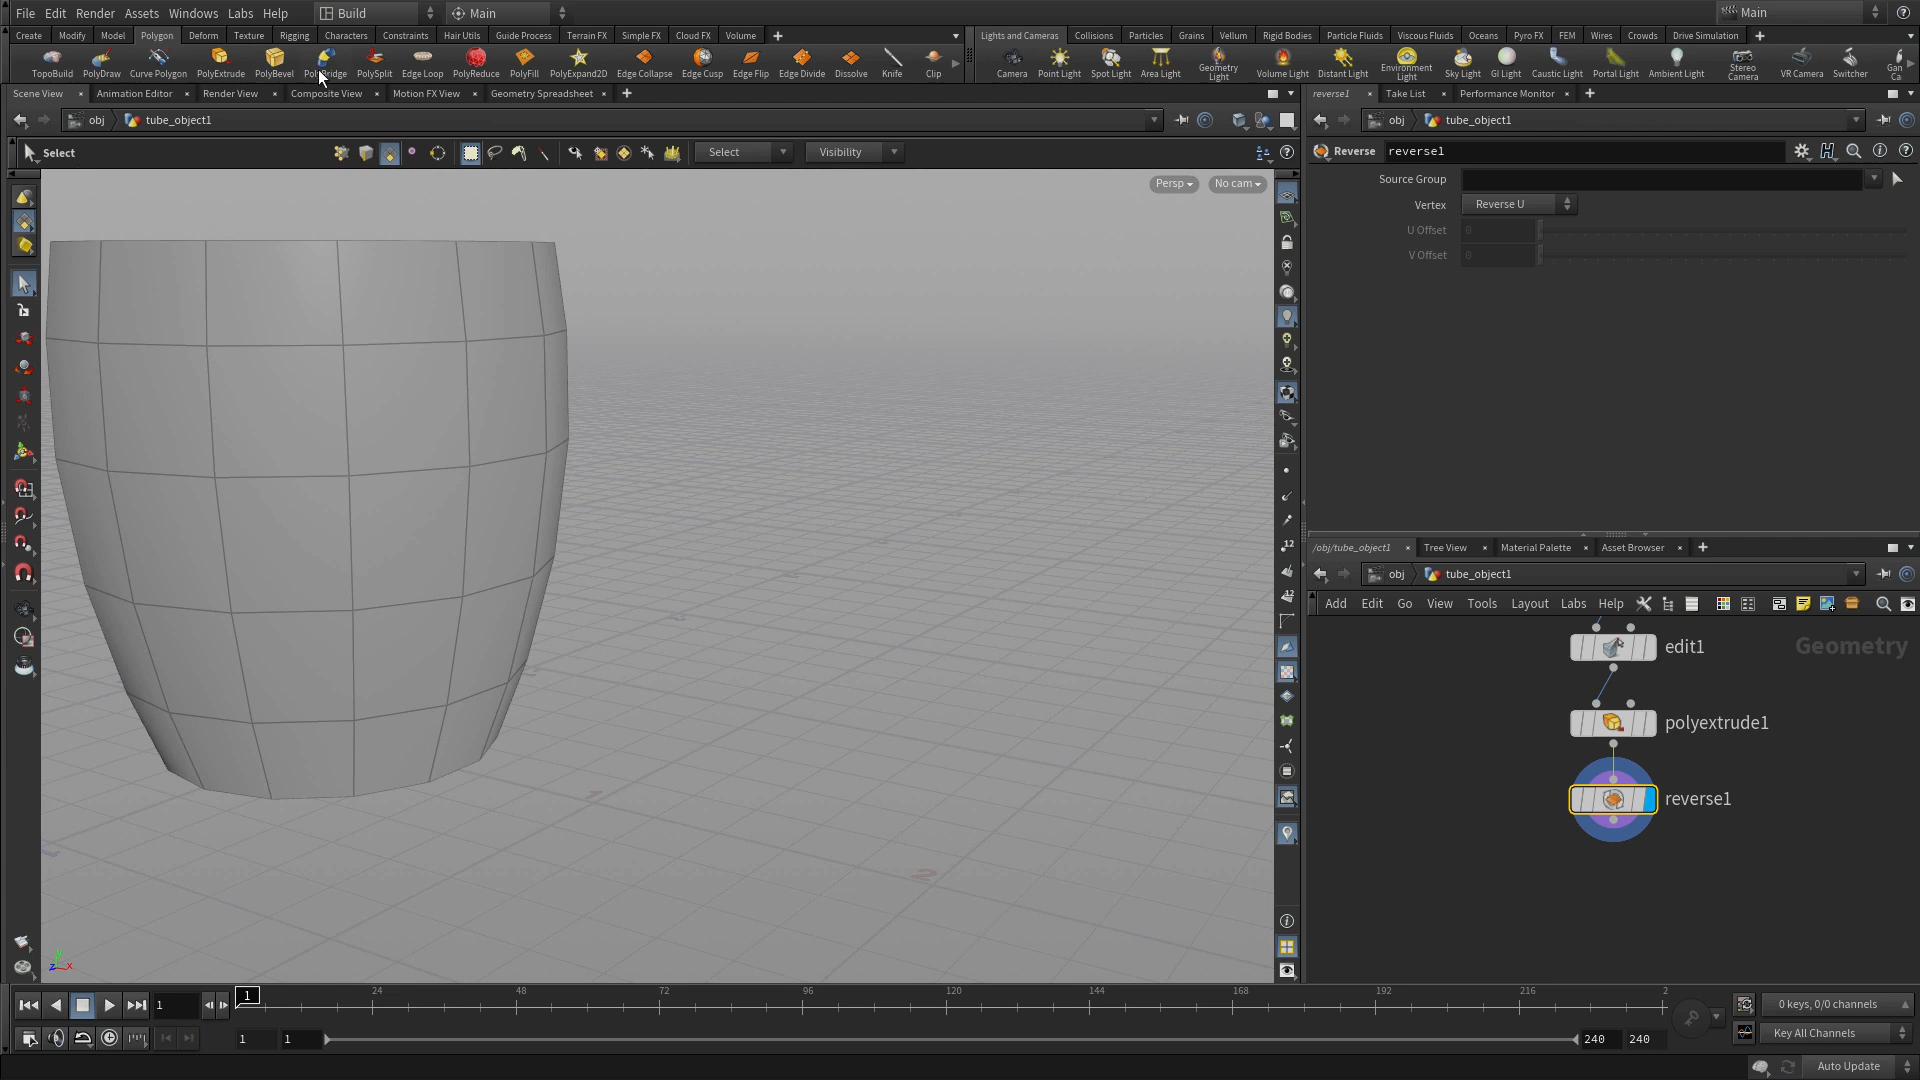 File Edit Render Assets Windows Labs Help Build Main Main
Create Modify Model Polygon Deform Texture Rigging Characters Constraints Hair Utils Guide Process Terrain FX Simple FX Cloud FX Volume
Lights and Cameras Collisions Particles Grains Vellum Rigid Bodies Particle Fluids Viscous Fluids Oceans Pyro FX FEM Wires Crowds Drive Simulation
TopoBuild PolyDraw Curve Polygon PolyExtrude PolyBevel PolyBridge PolySplit Edge Loop PolyReduce PolyFill PolyExpand2D Edge Collapse Edge Cusp Edge Flip Edge Divide Dissolve Knife Clip
Camera Point Light Spot Light Area Light Geometry Light Volume Light Distant Light Environment Light Sky Light GI Light Caustic Light Portal Light Ambient Light Stereo Camera VR Camera Switcher Gan Ca
Scene View Animation Editor Render View Composite View Motion FX View Geometry Spreadsheet
reverse1 Take List Performance Monitor
obj tube_object1
obj tube_object1
Select Select Visibility
Reverse reverse1
Persp No cam
Source Group
Vertex Reverse U
U Offset 0
V Offset 0
/obj/tube_object1 Tree View Material Palette Asset Browser
obj tube_object1
Add Edit Go View Tools Layout Labs Help
Geometry
edit1
polyextrude1
reverse1
12
12
2
y
z x
1 1 24 48 72 96 120 144 168 192 216 2
0 keys, 0/0 channels
1 1 240 240
Key All Channels
Auto Update